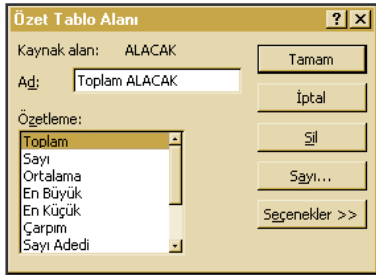 Özet Tablo Alanı
Kaynak alan: ALACAK
Ad: Toplam ALACAK
Özetleme:
Toplam
Sayı
Ortalama
En Büyük
En Küçük
Çarpım
Sayı Adedi
Tamam
İptal
Sil
Sayı...
Seçenekler >>